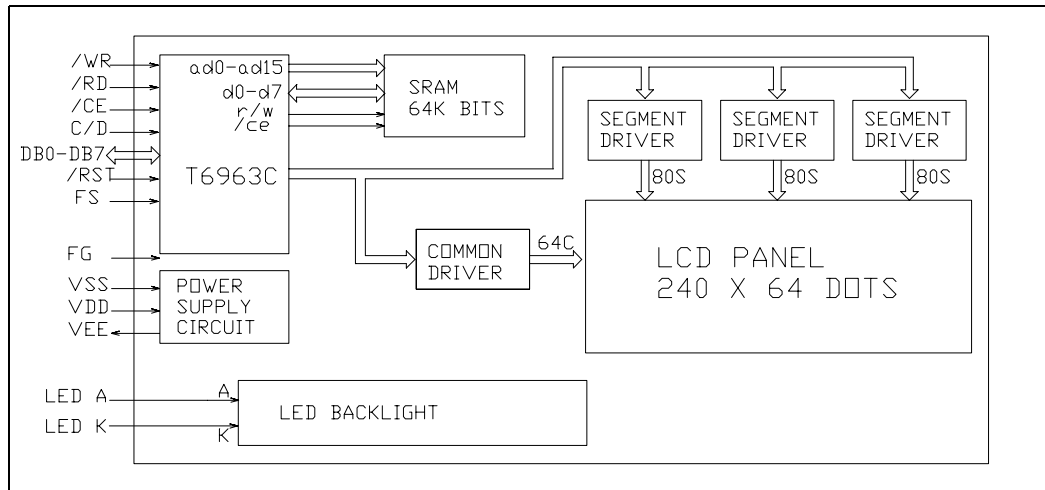 /WR
/RD
/CE
C/D
DB0-DB7
/RST
FS
FG
VSS
VDD
VEE
LED A
LED K
ad0-ad15
d0-d7
r/w
/ce
T6963C
SRAM
64K BITS
SEGMENT
DRIVER
SEGMENT
DRIVER
SEGMENT
DRIVER
80S
80S
80S
COMMON
DRIVER
64C
LCD PANEL
240 X 64 DOTS
POWER
SUPPLY
CIRCUIT
A
K
LED BACKLIGHT